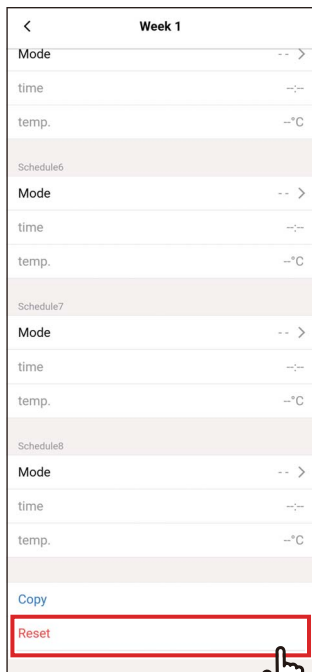 Week 1
Mode -- >
time --:--
temp. --°C
Schedule6
Mode -- >
time --:--
temp. --°C
Schedule7
Mode -- >
time --:--
temp. --°C
Schedule8
Mode -- >
time --:--
temp. --°C
Copy
Reset